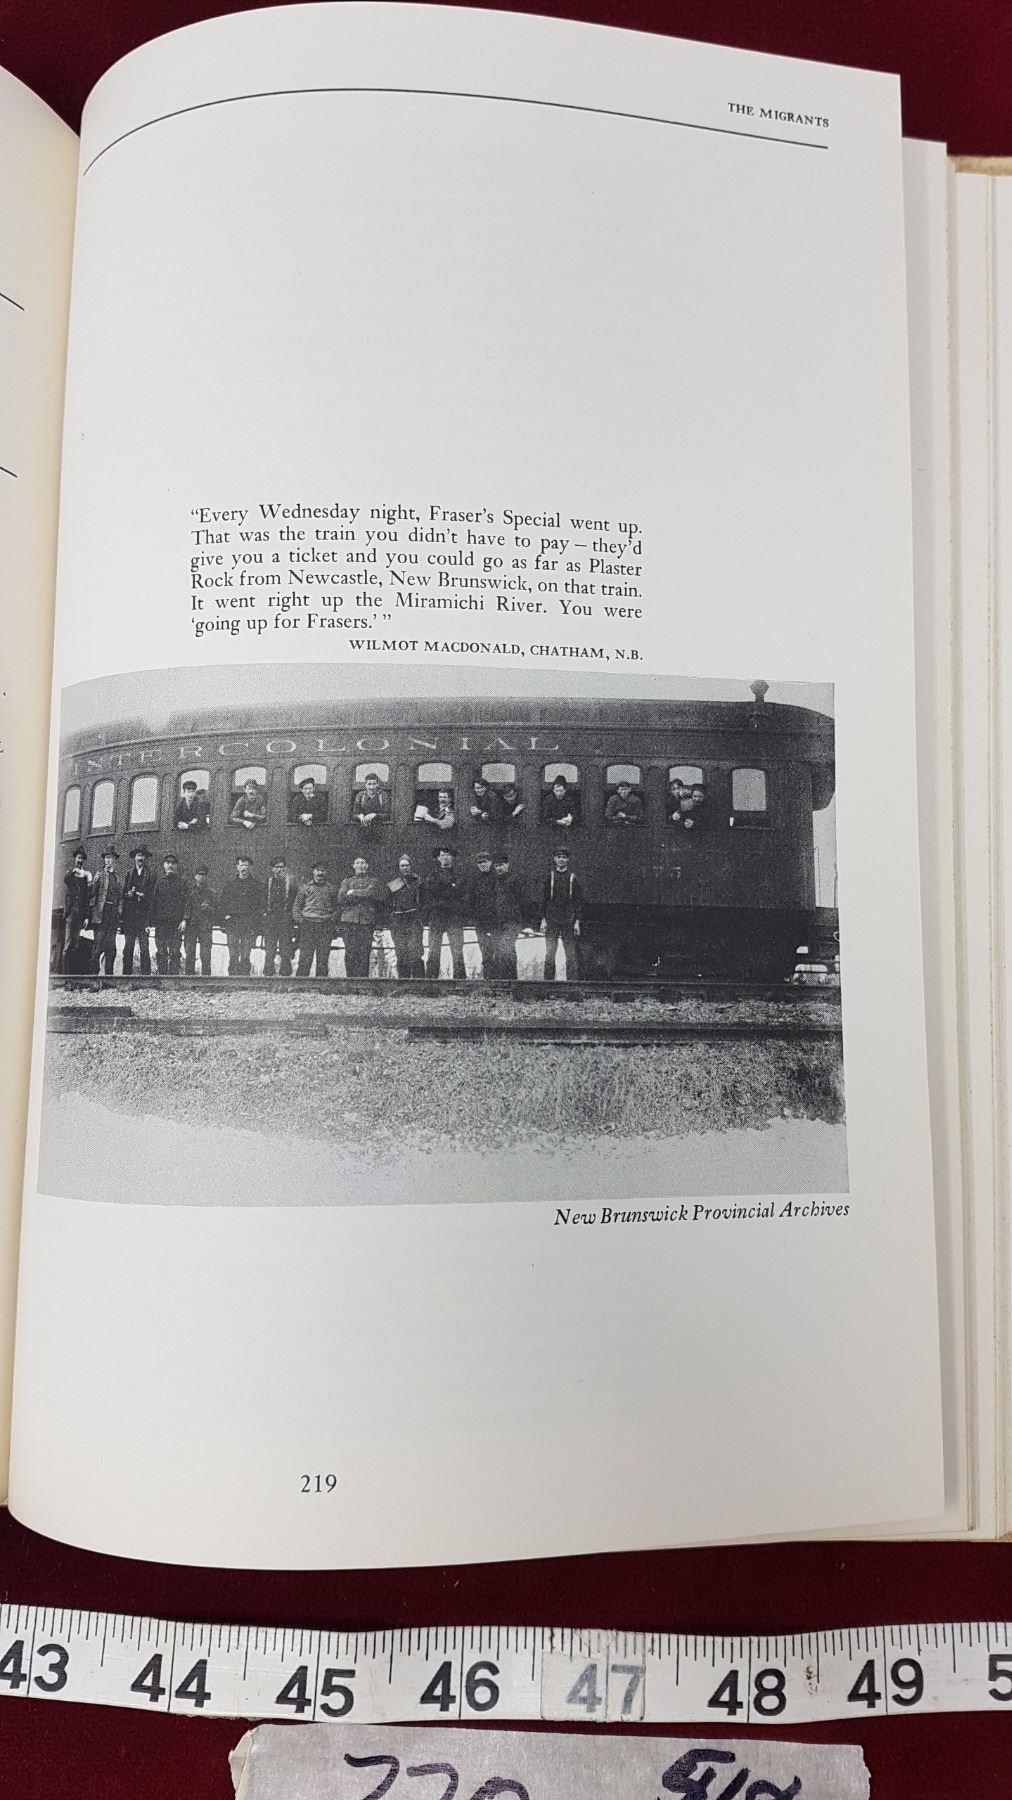 THE MIGRANTS
“Every Wednesday night, Fraser’s Special went up.
That was the train you didn’t have to pay – they’d
give you a ticket and you could go as far as Plaster
Rock from Newcastle, New Brunswick, on that train.
It went right up the Miramichi River. You were
‘going up for Frasers.’ ”
WILMOT MACDONALD, CHATHAM, N.B.
INTERCOLONIAL
New Brunswick Provincial Archives
219
43 44 45 46 47 48 49 5